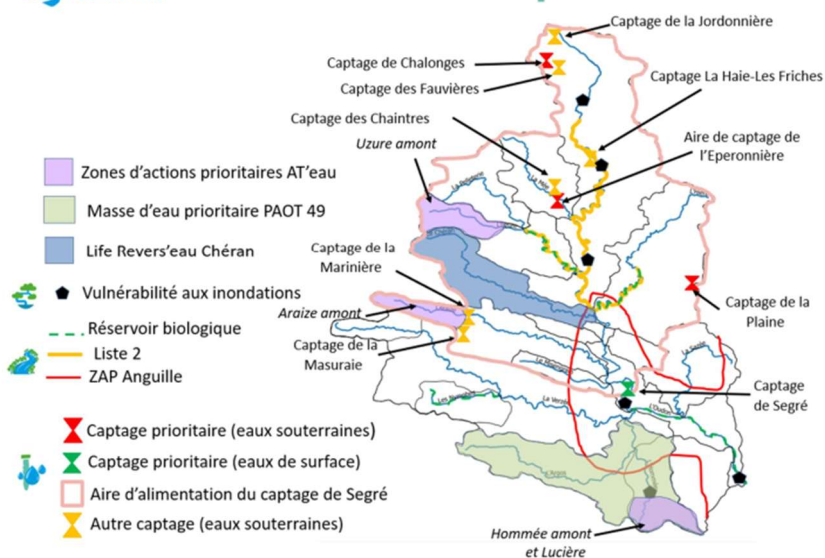 Captage de la Jordonnière
Captage de Chalonges
Captage des Fauvières
Captage La Haie-Les Friches
Captage des Chaintres
Aire de captage de
l'Eperonnière
Uzure amont
Zones d'actions prioritaires AT'eau
Masse d'eau prioritaire PAOT 49
Life Revers'eau Chéran
Vulnérabilité aux inondations
Réservoir biologique
Liste 2
ZAP Anguille
Captage de la
Marinière
Araize amont
Captage de la
Masuraie
Captage de la
Plaine
Captage
de Segré
La Verzée
L'Oudon
Captage prioritaire (eaux souterraines)
Captage prioritaire (eaux de surface)
Aire d'alimentation du captage de Segré
Autre captage (eaux souterraines)
Hommée amont
et Lucière